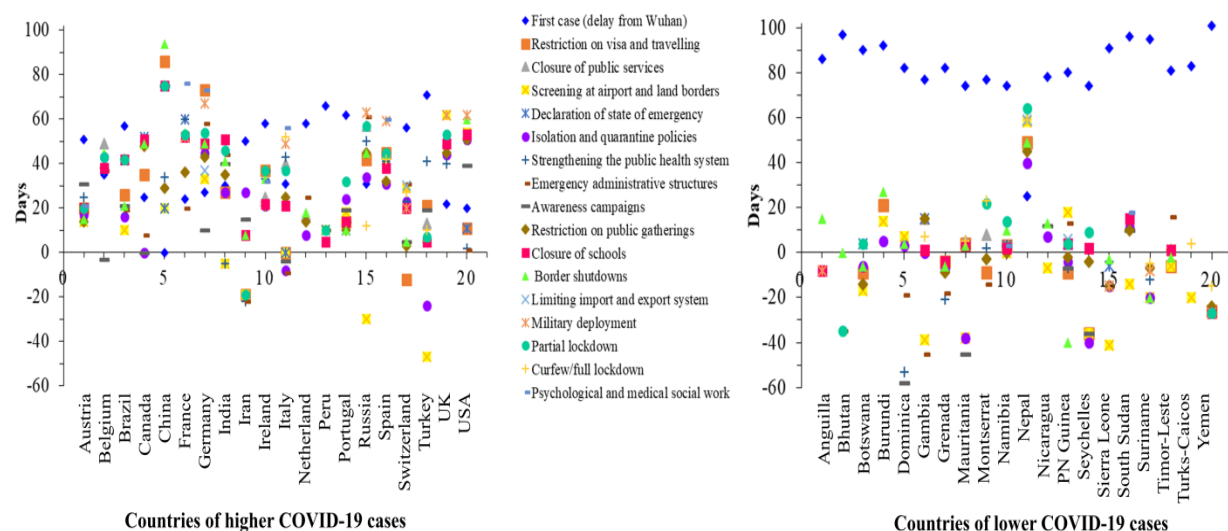 100
80
60
40
20
0
-20
-40
-60
Days
0 5 10 15 20
Austria
Belgium
Brazil
Canada
China
France
Germany
India
Iran
Ireland
Italy
Netherland
Peru
Portugal
Russia
Spain
Switzerland
Turkey
UK
USA
Countries of higher COVID-19 cases
First case (delay from Wuhan)
Restriction on visa and travelling
Closure of public services
Screening at airport and land borders
Declaration of state of emergency
Isolation and quarantine policies
Strengthening the public health system
Emergency administrative structures
Awareness campaigns
Restriction on public gatherings
Closure of schools
Border shutdowns
Limiting import and export system
Military deployment
Partial lockdown
Curfew/full lockdown
Psychological and medical social work
100
80
60
40
20
0
-20
-40
-60
Days
0 5 10 15 20
Anguilla
Bhutan
Botswana
Burundi
Dominica
Gambia
Grenada
Mauritania
Montserrat
Namibia
Nepal
Nicaragua
PN Guinea
Seychelles
Sierra Leone
South Sudan
Suriname
Timor-Leste
Turks-Caicos
Yemen
Countries of lower COVID-19 cases